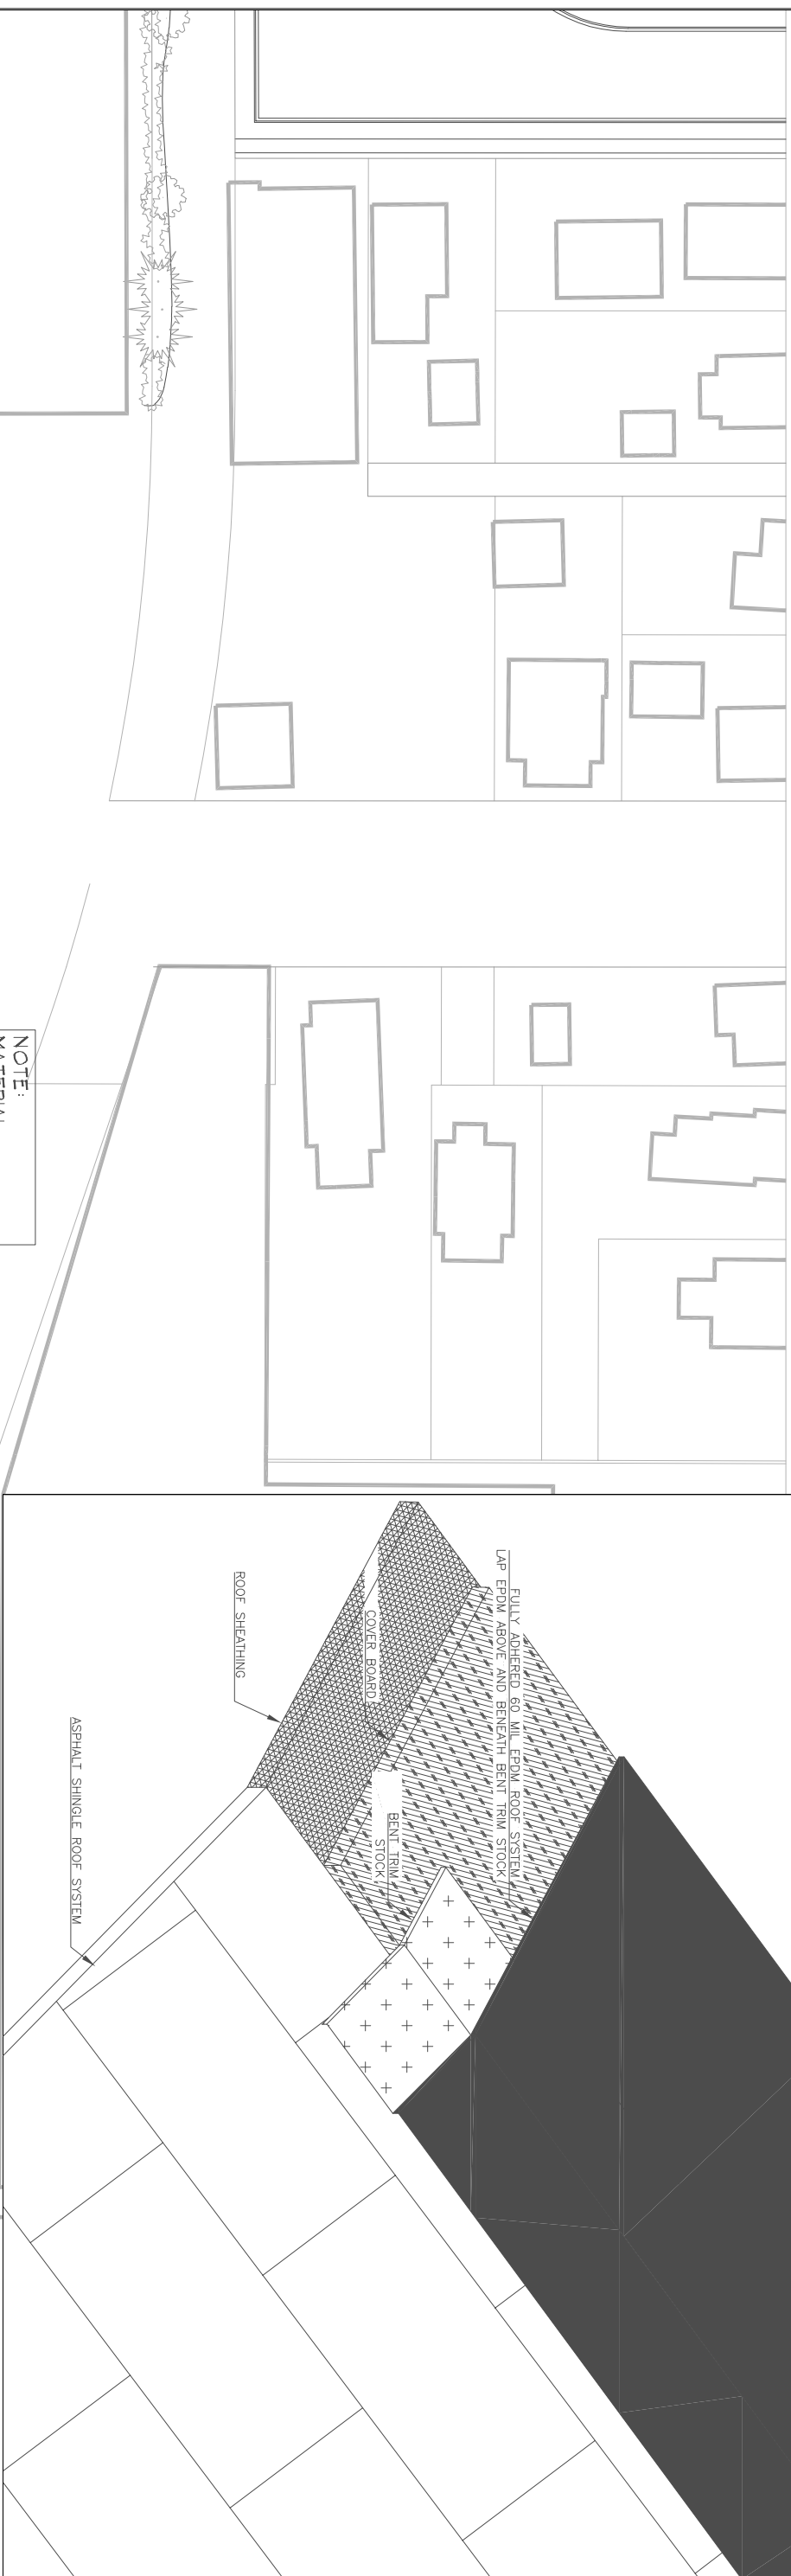 NOTE:
MATERIAL
FULLY ADHERED 60 MIL EPDM ROOF SYSTEM
LAP EPDM ABOVE AND BENEATH BENT TRIM STOCK
BENT TRIM
STOCK
COVER BOARD
ROOF SHEATHING
ASPHALT SHINGLE ROOF SYSTEM